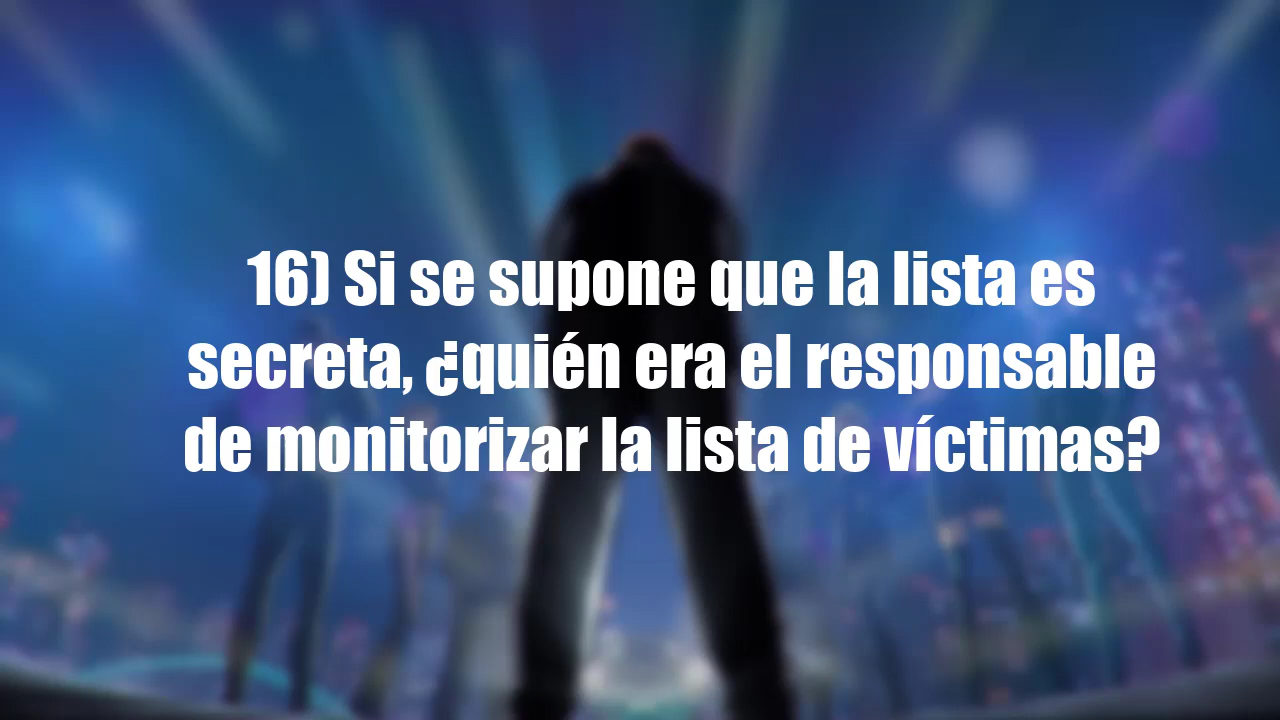 16) Si se supone que la lista es
secreta, ¿quién era el responsable
de monitorizar la lista de víctimas?